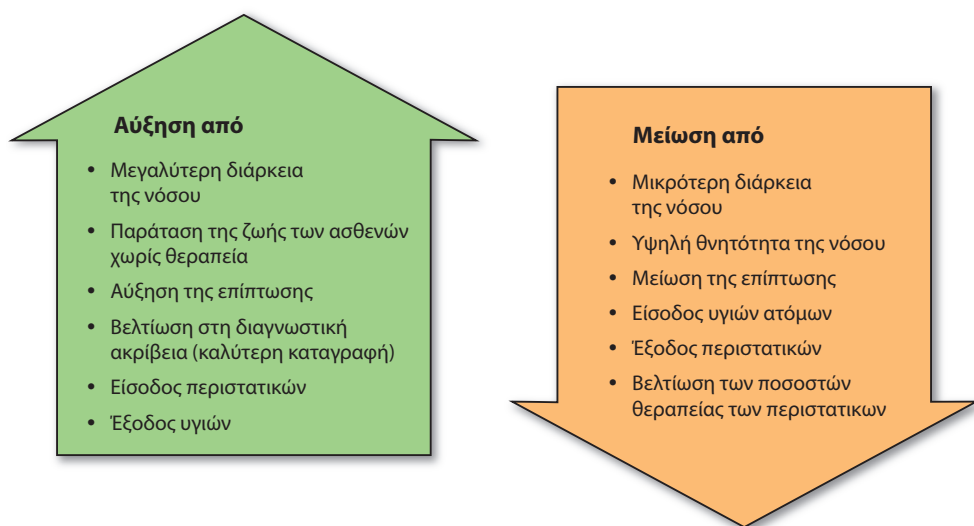 Αύξηση από
• Μεγαλύτερη διάρκεια
της νόσου
• Παράταση της ζωής των ασθενών
χωρίς θεραπεία
• Αύξηση της επίπτωσης
• Βελτίωση στη διαγνωστική
ακρίβεια (καλύτερη καταγραφή)
• Είσοδος περιστατικών
• Έξοδος υγιών
Μείωση από
• Μικρότερη διάρκεια
της νόσου
• Υψηλή θνητότητα της νόσου
• Μείωση της επίπτωσης
• Είσοδος υγιών ατόμων
• Έξοδος περιστατικών
• Βελτίωση των ποσοστών
θεραπείας των περιστατικων